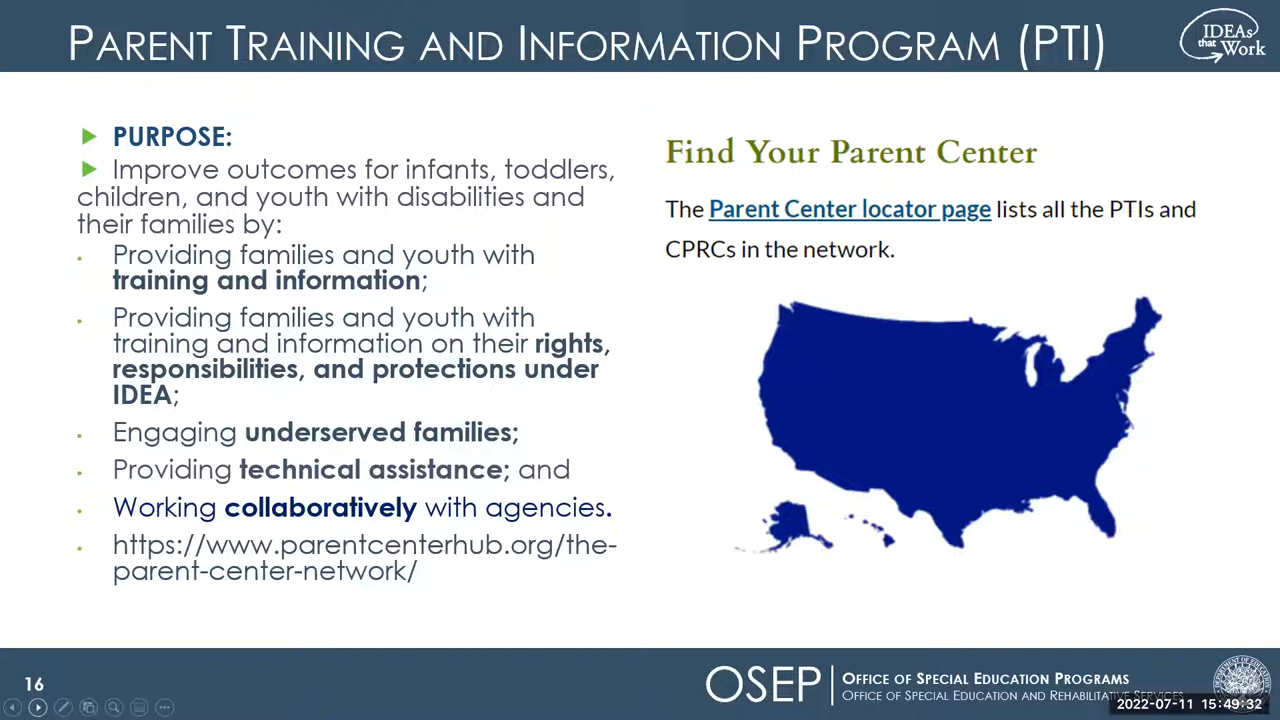 PARENT TRAINING AND INFORMATION PROGRAM (PTI)
IDEAs
that
Work
PURPOSE:
Improve outcomes for infants, toddlers,
children, and youth with disabilities and
their families by:
Providing families and youth with
training and information;
Providing families and youth with
training and information on their rights,
responsibilities, and protections under
IDEA;
Engaging underserved families;
Providing technical assistance; and
Working collaboratively with agencies.
https://www.parentcenterhub.org/the-
parent-center-network/
Find Your Parent Center
The Parent Center locator page lists all the PTIs and
CPRCs in the network.
16
OSEP
OFFICE OF SPECIAL EDUCATION PROGRAMS
OFFICE OF SPECIAL EDUCATION AND REHABILITATIVE SERVICES
2022-07-11 15:49:32